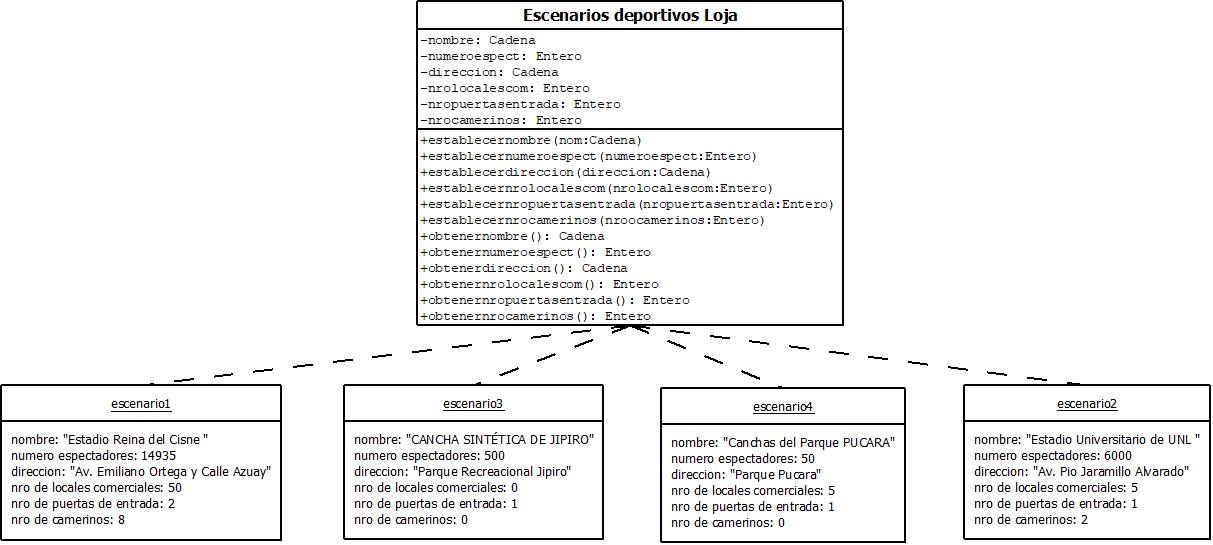 Escenarios deportivos Loja
-nombre: Cadena
-numeroespect: Entero
-direccion: Cadena
-nrolocalescom: Entero
-nropuertasentrada: Entero
-nrocamerinos: Entero
+establecernombre(nom:Cadena)
+establecernumeroespect(numeroespect:Entero)
+establecerdireccion(direccion:Cadena)
+establecernrolocalescom(nrolocalescom:Entero)
+establecernropuertasentrada(nropuertasentrada:Entero)
+establecernrocamerinos(nroocamerinos:Entero)
+obtenernombre(): Cadena
+obtenernumeroespect(): Entero
+obtenerdireccion(): Cadena
+obtenernrolocalescom(): Entero
+obtenernropuertasentrada(): Entero
+obtenernrocamerinos(): Entero
escenario1
nombre: "Estadio Reina del Cisne "
numero espectadores: 14935
direccion: "Av. Emiliano Ortega y Calle Azuay"
nro de locales comerciales: 50
nro de puertas de entrada: 2
nro de camerinos: 8
escenario3
nombre: "CANCHA SINTÉTICA DE JIPIRO"
numero espectadores: 500
direccion: "Parque Recreacional Jipiro"
nro de locales comerciales: 0
nro de puertas de entrada: 1
nro de camerinos: 0
escenario4
nombre: "Canchas del Parque PUCARA"
numero espectadores: 50
direccion: "Parque Pucara"
nro de locales comerciales: 5
nro de puertas de entrada: 1
nro de camerinos: 0
escenario2
nombre: "Estadio Universitario de UNL "
numero espectadores: 6000
direccion: "Av. Pio Jaramillo Alvarado"
nro de locales comerciales: 5
nro de puertas de entrada: 1
nro de camerinos: 2